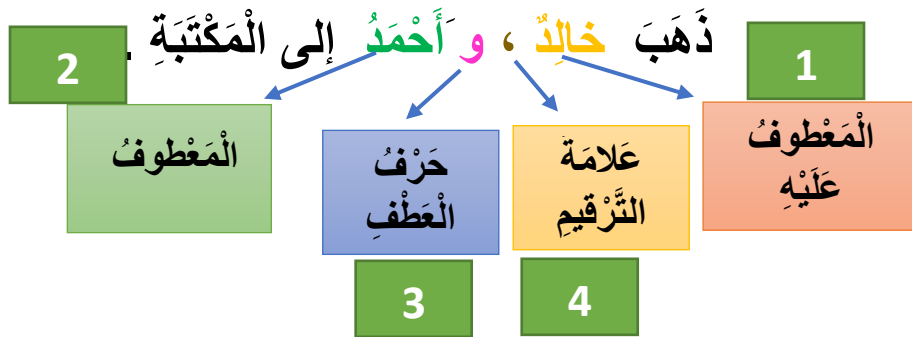 ذَهَبَ خالِدٌ ، و َأَحْمَدُ إلى الْمَكْتَبَةِ .
1
2
الْمَعْطوفُ
عَلَيْهِ
عَلامَة
التَّرْقيمِ
حَرْفُ
الْعَطْفِ
الْمَعْطوفُ
4
3